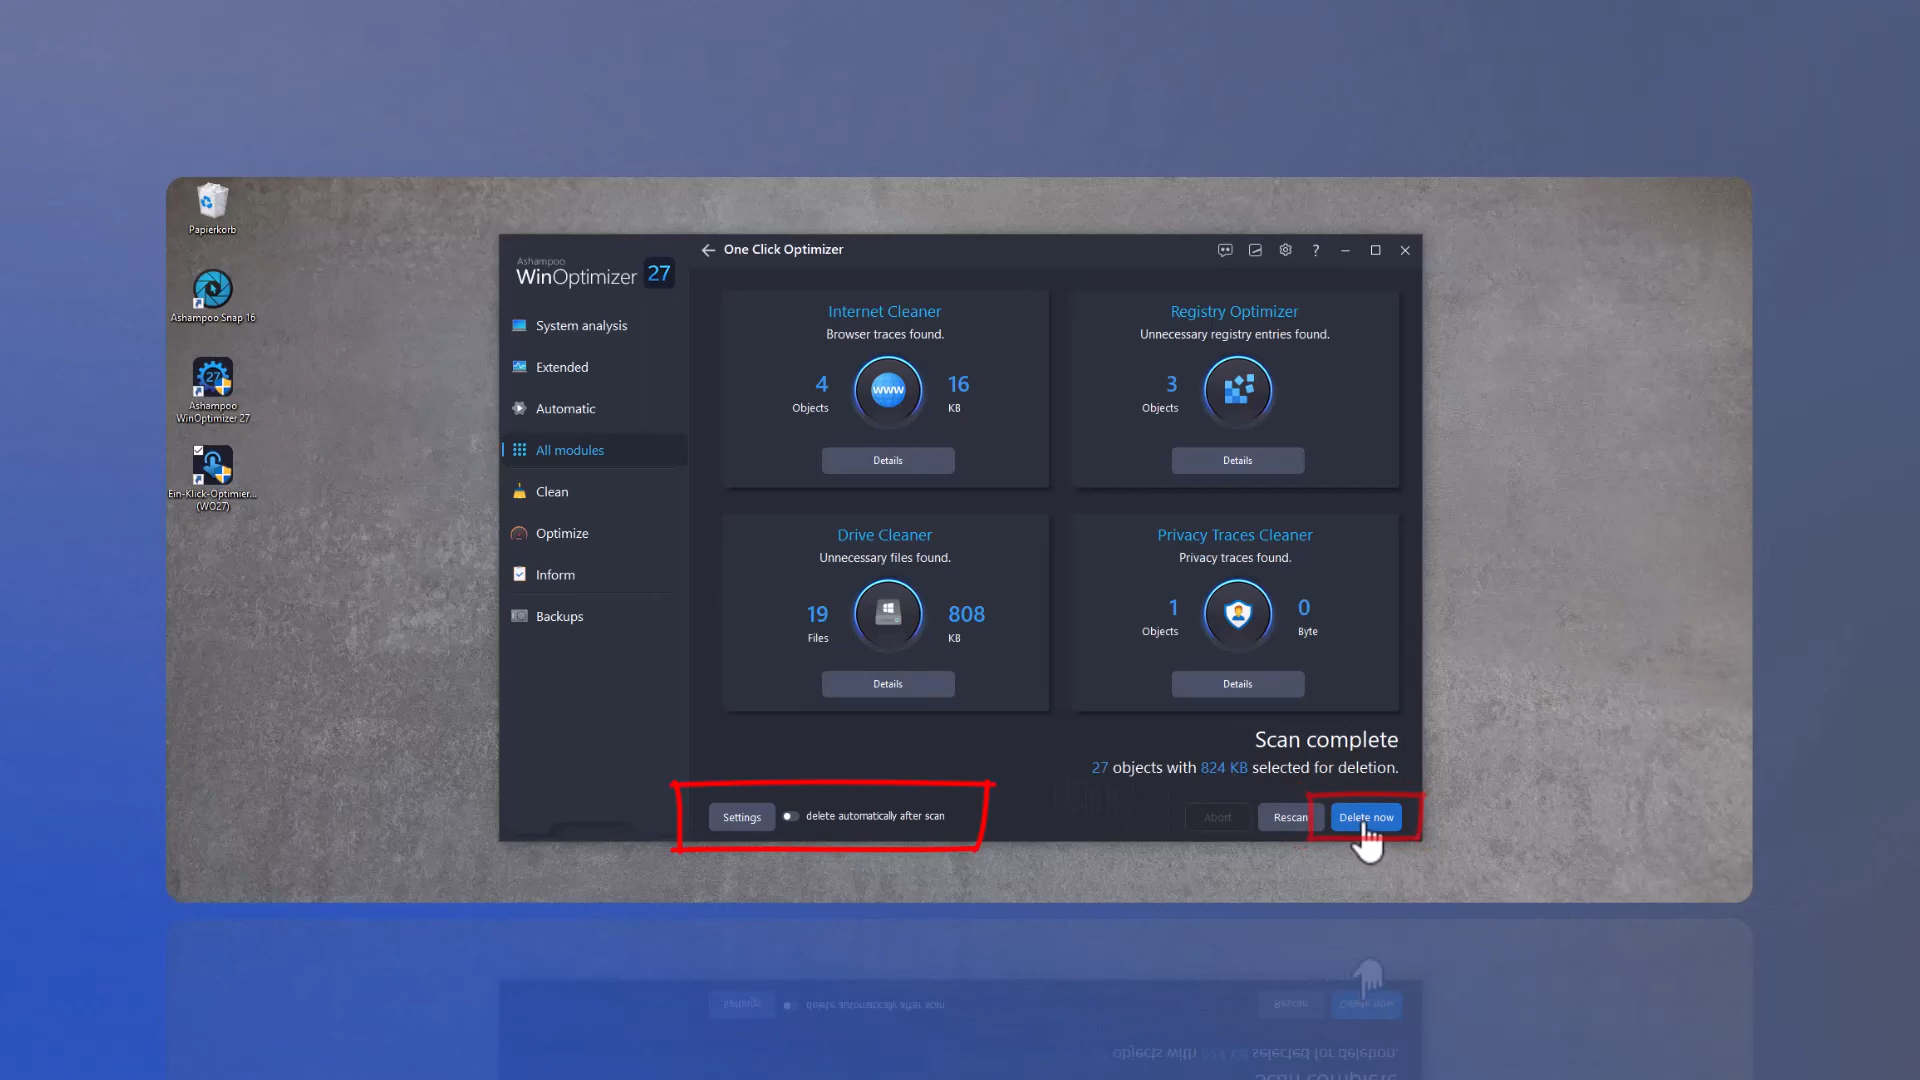 Papierkorb
Ashampoo Snap 16
Ashampoo
WinOptimizer 27
Ein-Klick-Optimier...
(WO27)
Ashampoo
WinOptimizer 27
System analysis
Extended
Automatic
All modules
Clean
Optimize
Inform
Backups
One Click Optimizer
?
Internet Cleaner
Browser traces found.
4
Objects
www
16
KB
Details
Registry Optimizer
Unnecessary registry entries found.
3
Objects
Details
Drive Cleaner
Unnecessary files found.
19
Files
808
KB
Details
Privacy Traces Cleaner
Privacy traces found.
1
Objects
0
Byte
Details
Scan complete
27 objects with 824 KB selected for deletion.
Settings
delete automatically after scan
Abort
Rescan
Delete now